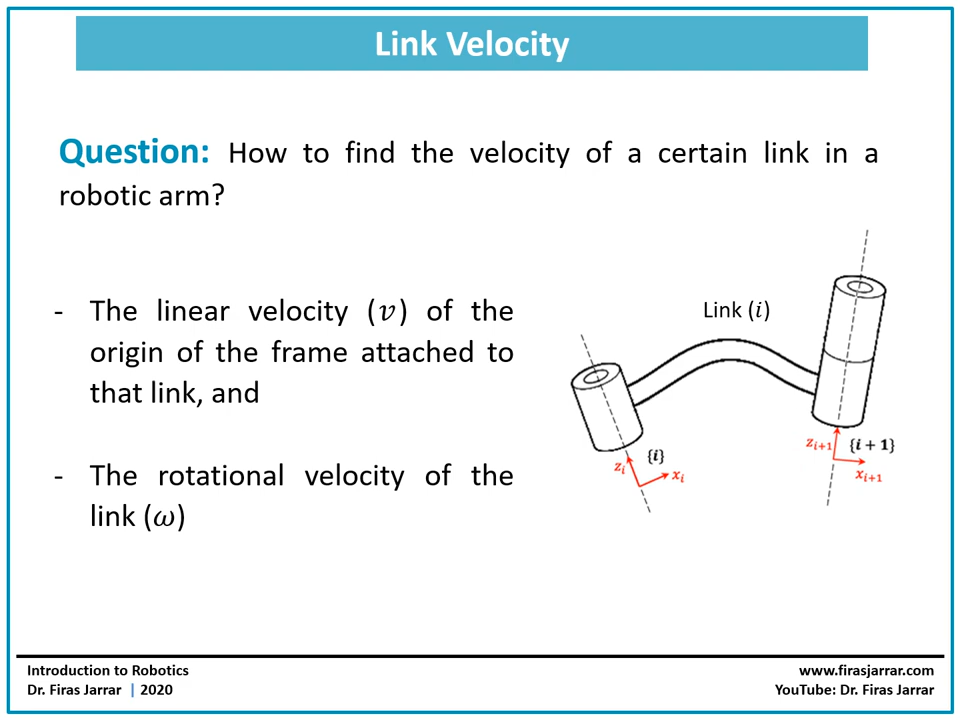 Link Velocity
Question: How to find the velocity of a certain link in a
robotic arm?
- The linear velocity (𝑣) of the
origin of the frame attached to
that link, and
- The rotational velocity of the
link (𝜔)
Link (𝑖)
{i}
z_i
x_i
z_{i+1}
{i + 1}
x_{i+1}
Introduction to Robotics
Dr. Firas Jarrar | 2020
www.firasjarrar.com
YouTube: Dr. Firas Jarrar